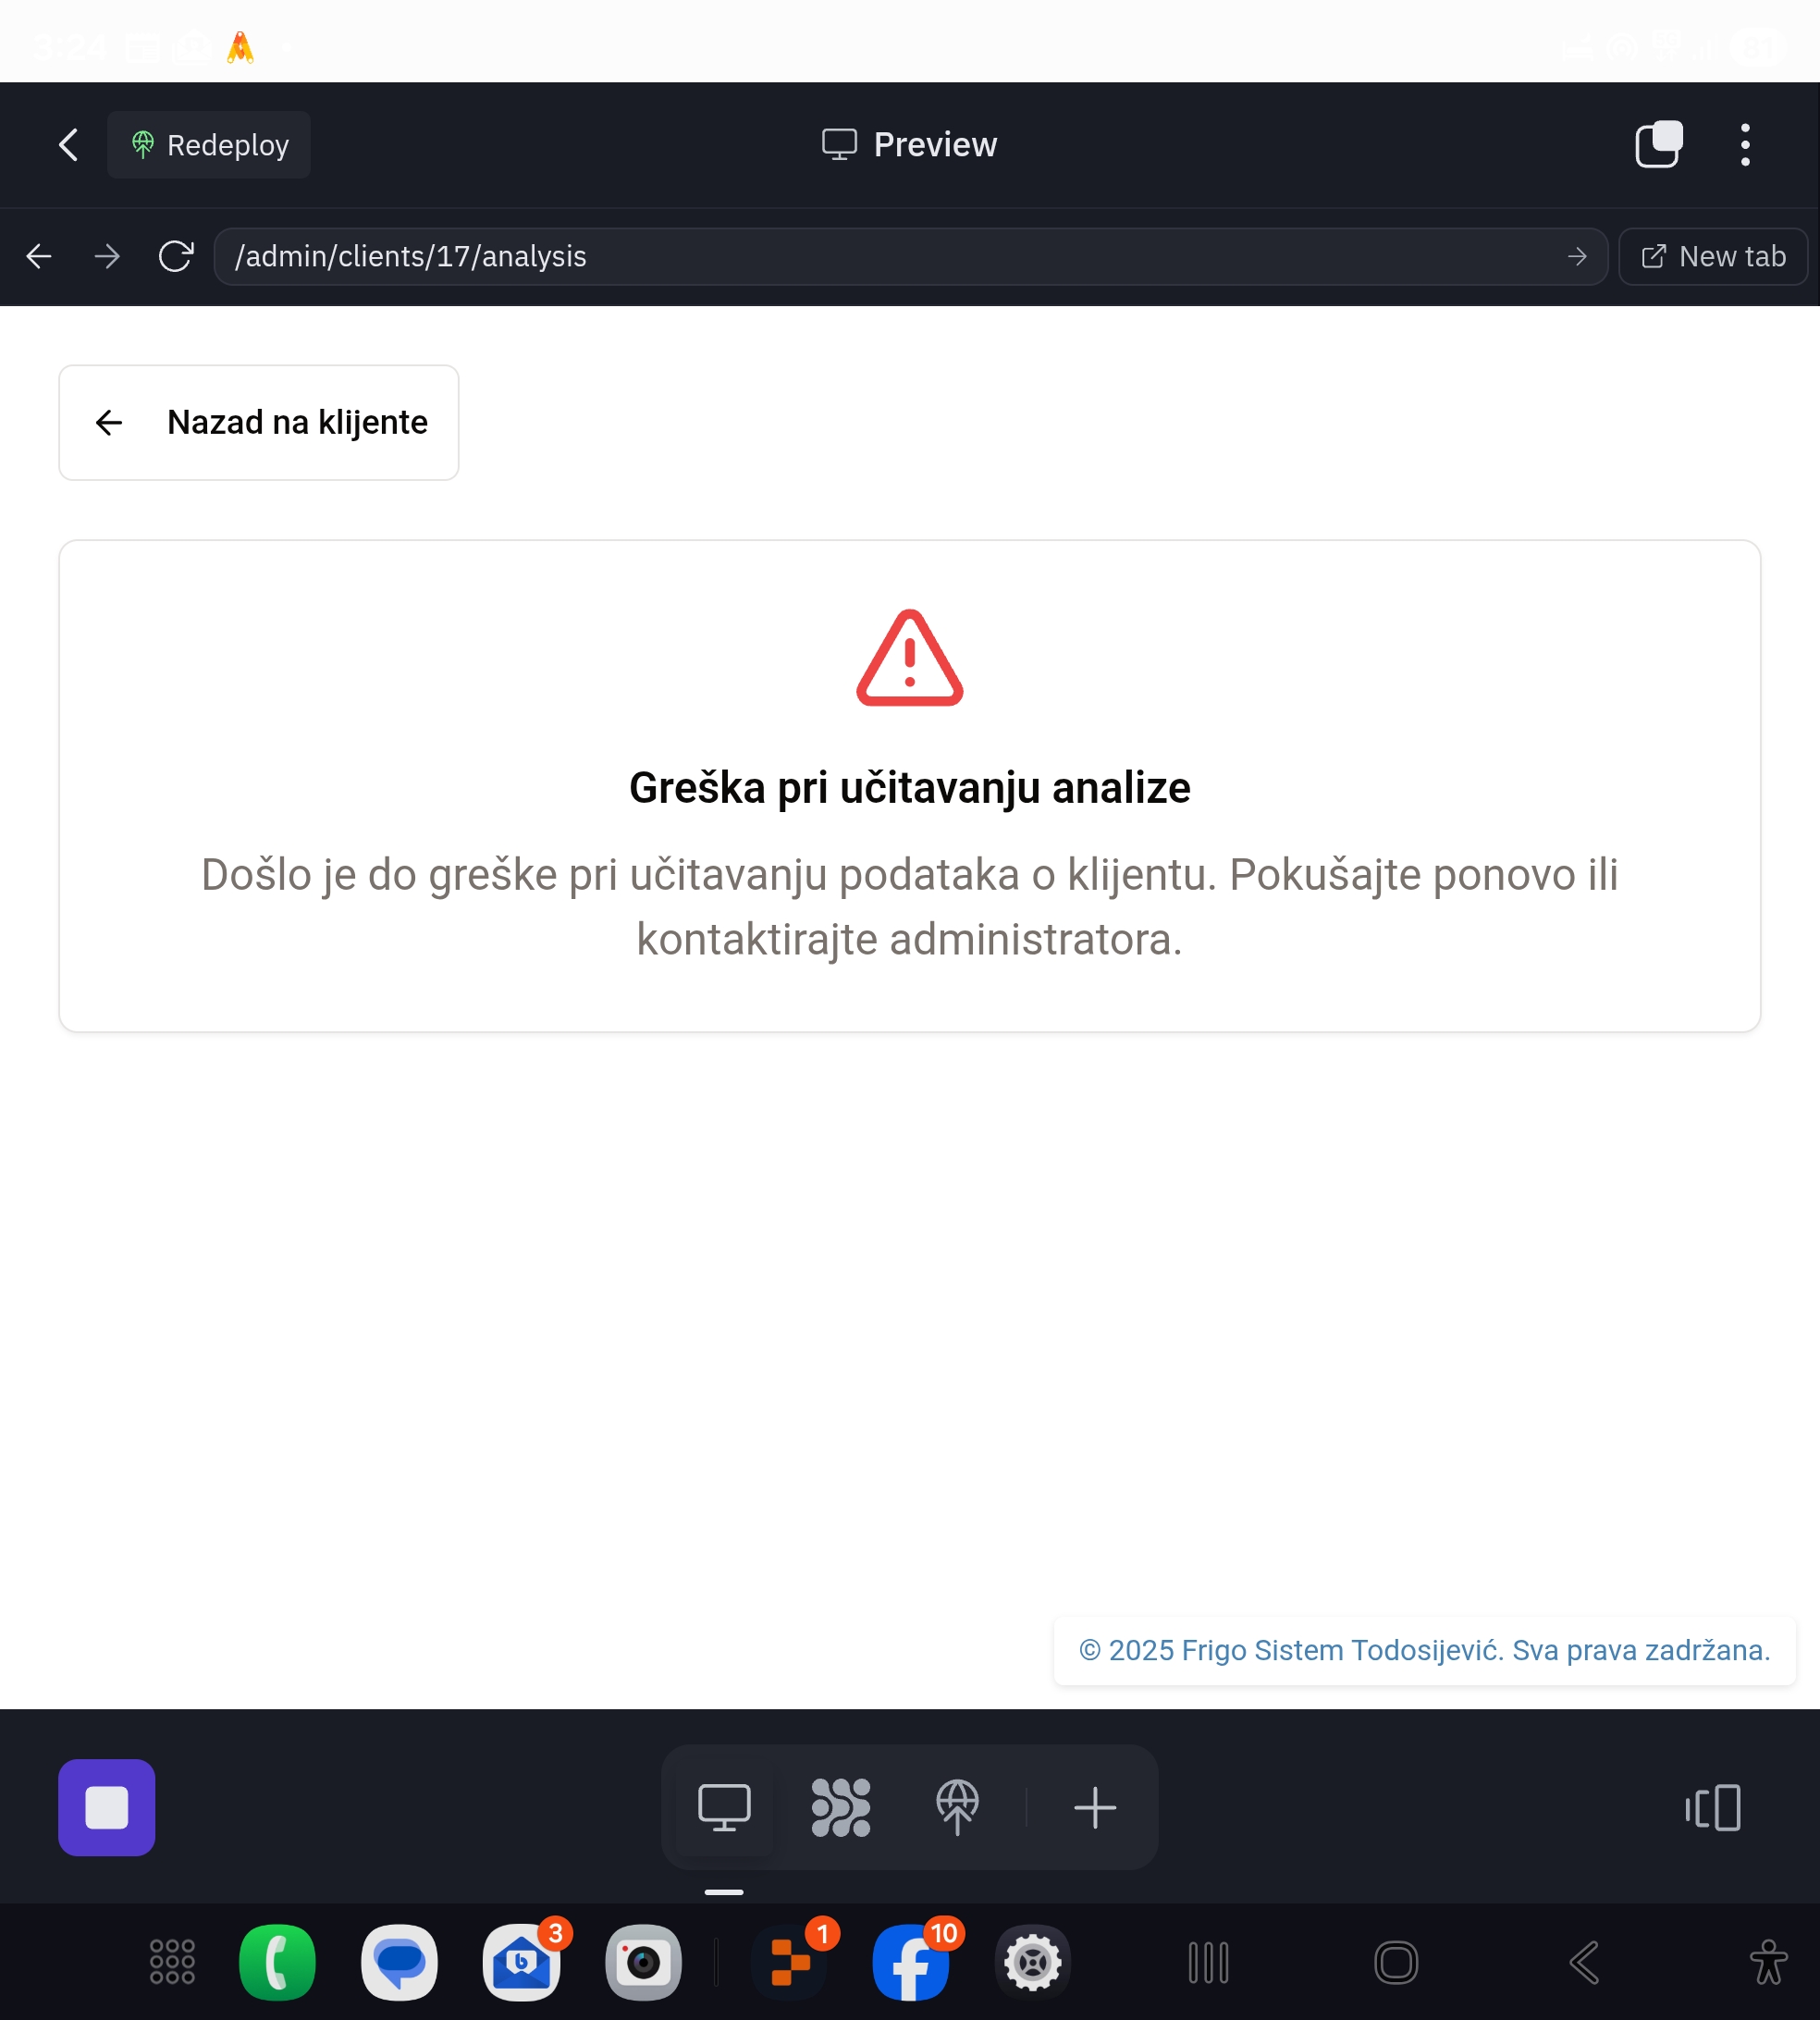 3:24
Redeploy
Preview
/admin/clients/17/analysis
New tab
Nazad na klijente
Greška pri učitavanju analize
Došlo je do greške pri učitavanju podataka o klijentu. Pokušajte ponovo ili
kontaktirajte administratora.
© 2025 Frigo Sistem Todosijević. Sva prava zadržana.
3
1
10